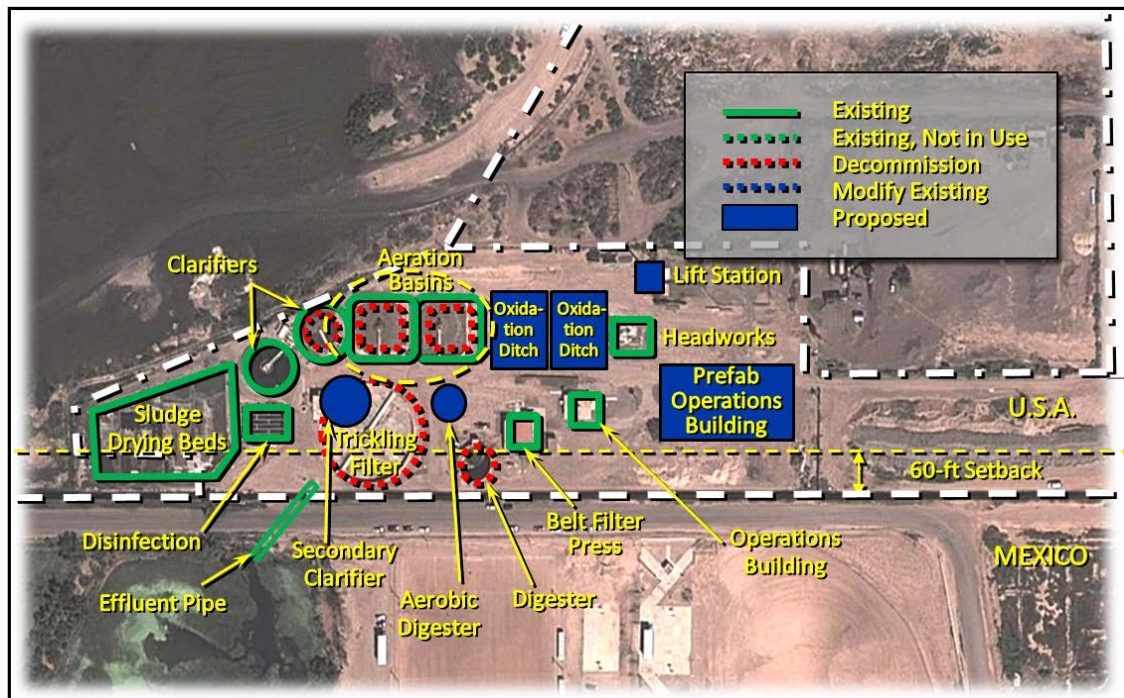 Existing
Existing, Not in Use
Decommission
Modify Existing
Proposed
Clarifiers
Aeration
Basins
Lift Station
Oxida-
tion
Ditch
Oxida-
tion
Ditch
Headworks
Prefab
Operations
Building
U.S.A.
Sludge
Drying Beds
Trickling
Filter
60-ft Setback
Disinfection
Effluent Pipe
Secondary
Clarifier
Aerobic
Digester
Digester
Belt Filter
Press
Operations
Building
MEXICO